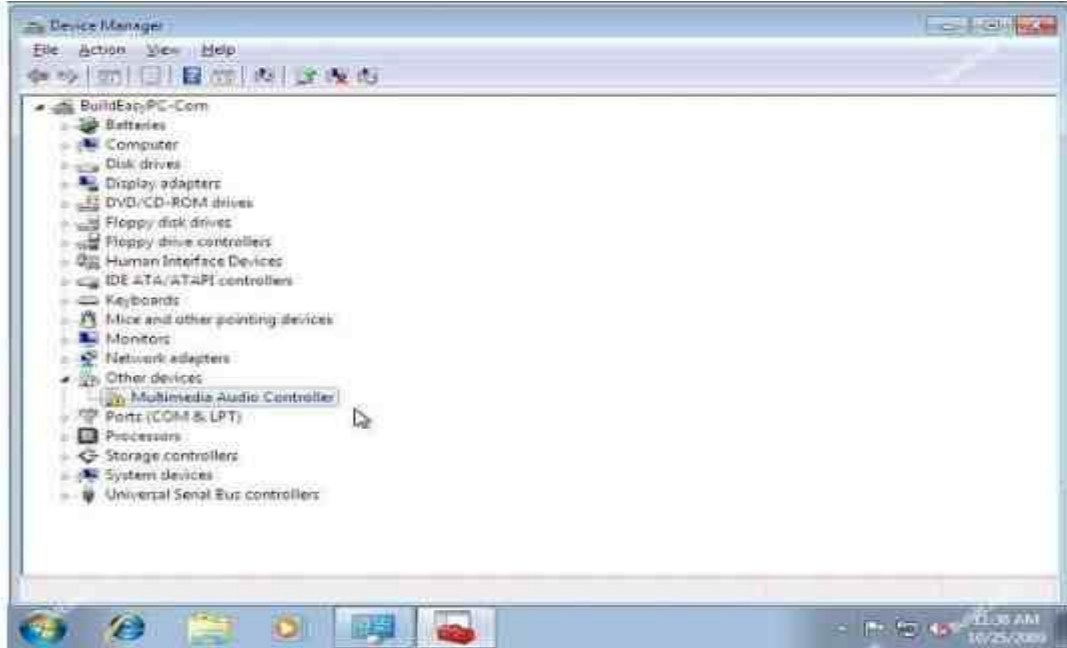 Device Manager
File Action View Help
BuildEasyPC-Com
Batteries
Computer
Disk drives
Display adapters
DVD/CD-ROM drives
Floppy disk drives
Floppy drive controllers
Human Interface Devices
IDE ATA/ATAPI controllers
Keyboards
Mice and other pointing devices
Monitors
Network adapters
Other devices
Multimedia Audio Controller
Ports (COM & LPT)
Processors
Storage controllers
System devices
Universal Serial Bus controllers
AM
10/25/2009